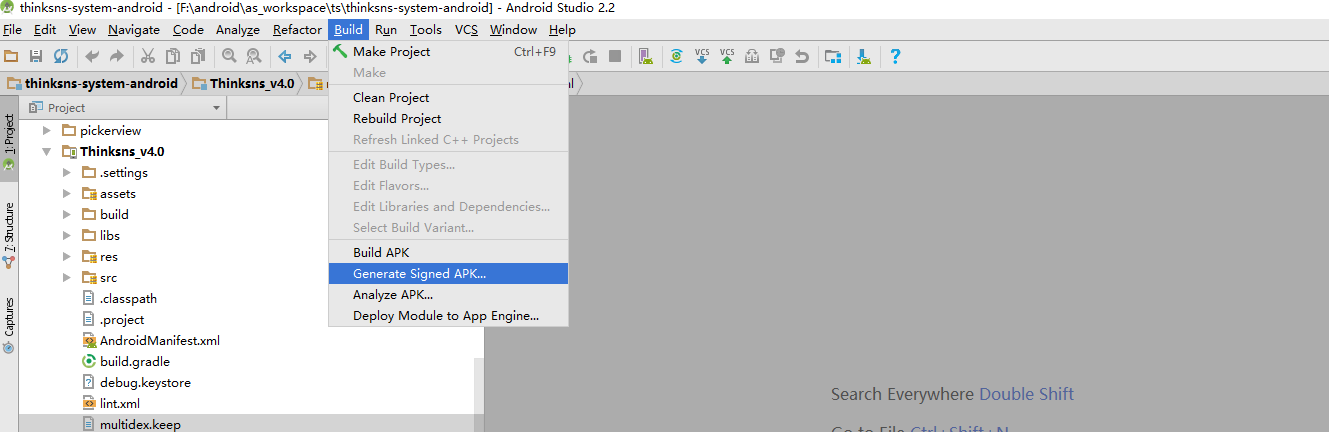 thinksns-system-android - [F:\android\as_workspace\ts\thinksns-system-android] - Android Studio 2.2
File Edit View Navigate Code Analyze Refactor Build Run Tools VCS Window Help
Make Project Ctrl+F9
VCS VCS ?
Make
thinksns-system-android Thinksns_v4.0
Clean Project
Project
Rebuild Project
1: Project
pickerview
Refresh Linked C++ Projects
Thinksns_v4.0
Edit Build Types...
.settings
Edit Flavors...
assets
Edit Libraries and Dependencies...
build
Select Build Variant...
7: Structure
libs
Build APK
res
Generate Signed APK...
src
Analyze APK...
.classpath
Deploy Module to App Engine...
.project
Captures
AndroidManifest.xml
build.gradle
debug.keystore
Search Everywhere Double Shift
lint.xml
multidex.keep
Go to File Ctrl+Shift+N